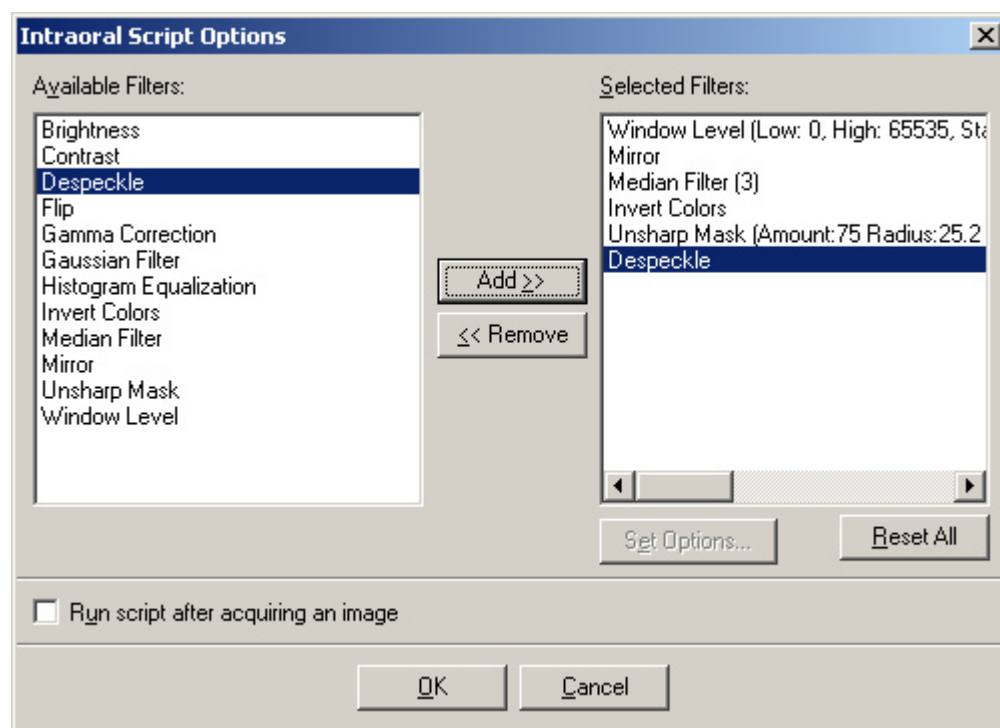 Intraoral Script Options
Available Filters:
Brightness
Contrast
Despeckle
Flip
Gamma Correction
Gaussian Filter
Histogram Equalization
Invert Colors
Median Filter
Mirror
Unsharp Mask
Window Level
Add >>
<< Remove
Selected Filters:
Window Level (Low: 0, High: 65535, Sta
Mirror
Median Filter (3)
Invert Colors
Unsharp Mask (Amount:75 Radius:25.2
Despeckle
Set Options...
Reset All
Run script after acquiring an image
OK
Cancel